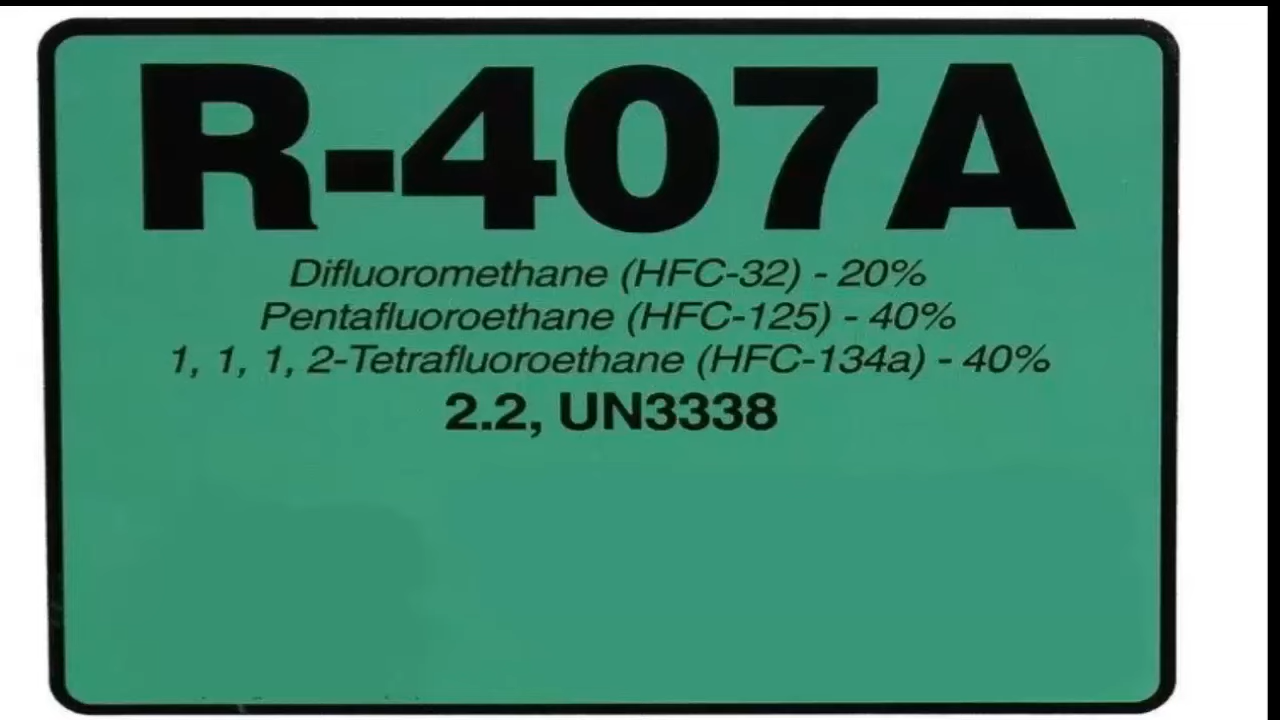 R-407A
Difluoromethane (HFC-32) - 20%
Pentafluoroethane (HFC-125) - 40%
1, 1, 1, 2-Tetrafluoroethane (HFC-134a) - 40%
2.2, UN3338